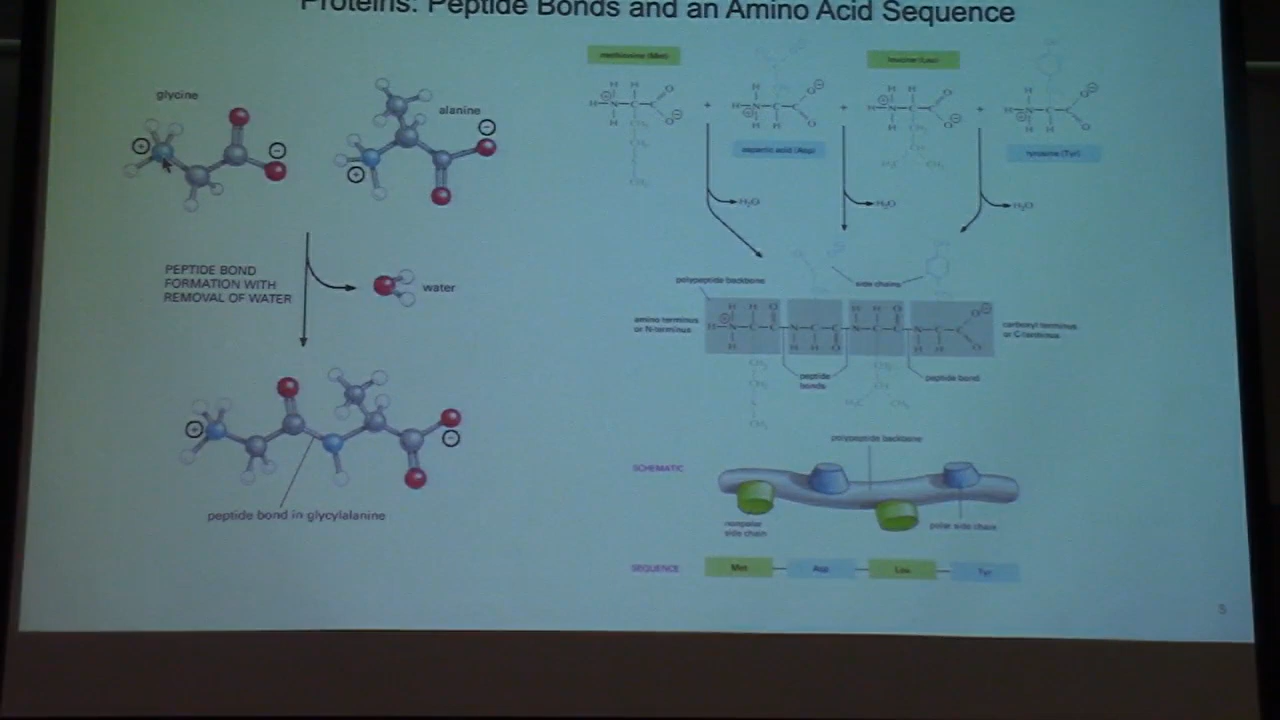 Proteins: Peptide Bonds and an Amino Acid Sequence
glycine
alanine
PEPTIDE BOND
FORMATION WITH
REMOVAL OF WATER
water
peptide bond in glycylalanine
methionine (Met)
leucine (Leu)
aspartic acid (Asp)
tyrosine (Tyr)
H₂O
H₂O
H₂O
polypeptide backbone
side chains
amino terminus
or N-terminus
carboxyl terminus
or C-terminus
peptide
bonds
peptide bond
polypeptide backbone
SCHEMATIC
nonpolar
side chain
polar side chain
SEQUENCE
Met
Asp
Leu
Tyr
5